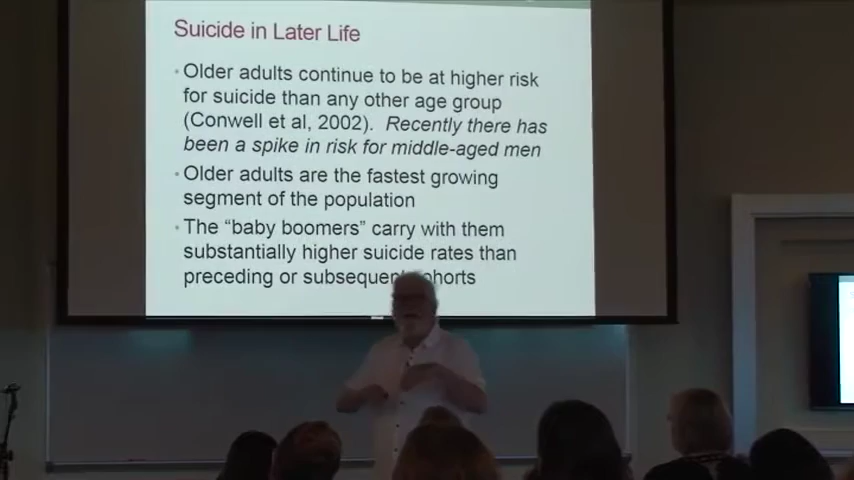 Suicide in Later Life
• Older adults continue to be at higher risk
for suicide than any other age group
(Conwell et al, 2002). Recently there has
been a spike in risk for middle-aged men
• Older adults are the fastest growing
segment of the population
• The “baby boomers” carry with them
substantially higher suicide rates than
preceding or subsequent cohorts